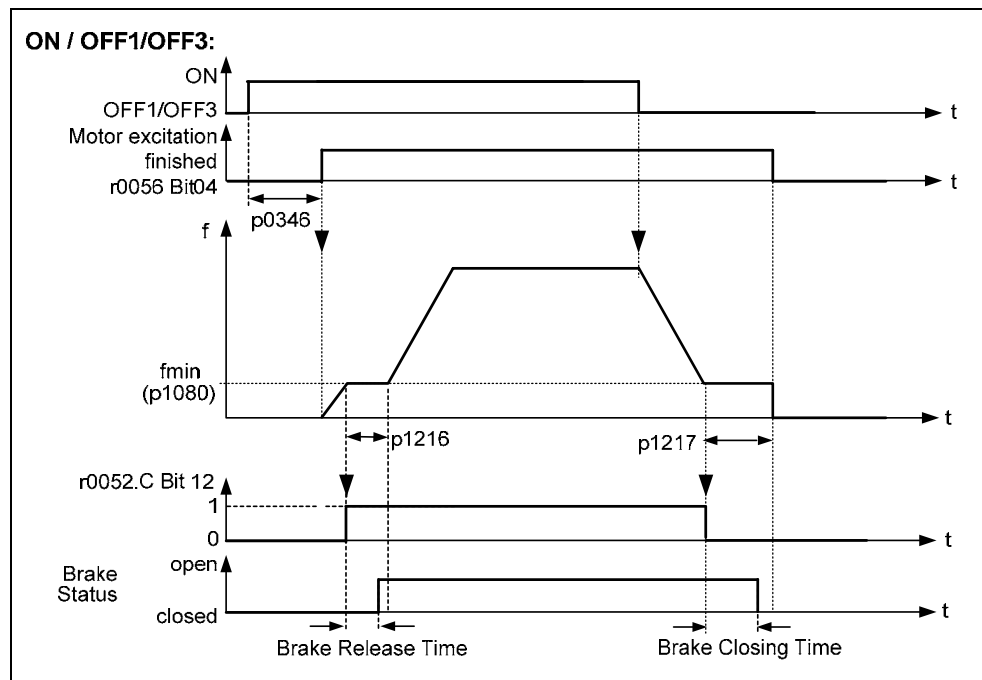 ON / OFF1/OFF3:
ON
OFF1/OFF3
t
Motor excitation
finished
r0056 Bit04
t
p0346
f
fmin
(p1080)
t
p1216
p1217
r0052.C Bit 12
1
0
t
Brake
Status
open
closed
t
Brake Release Time
Brake Closing Time